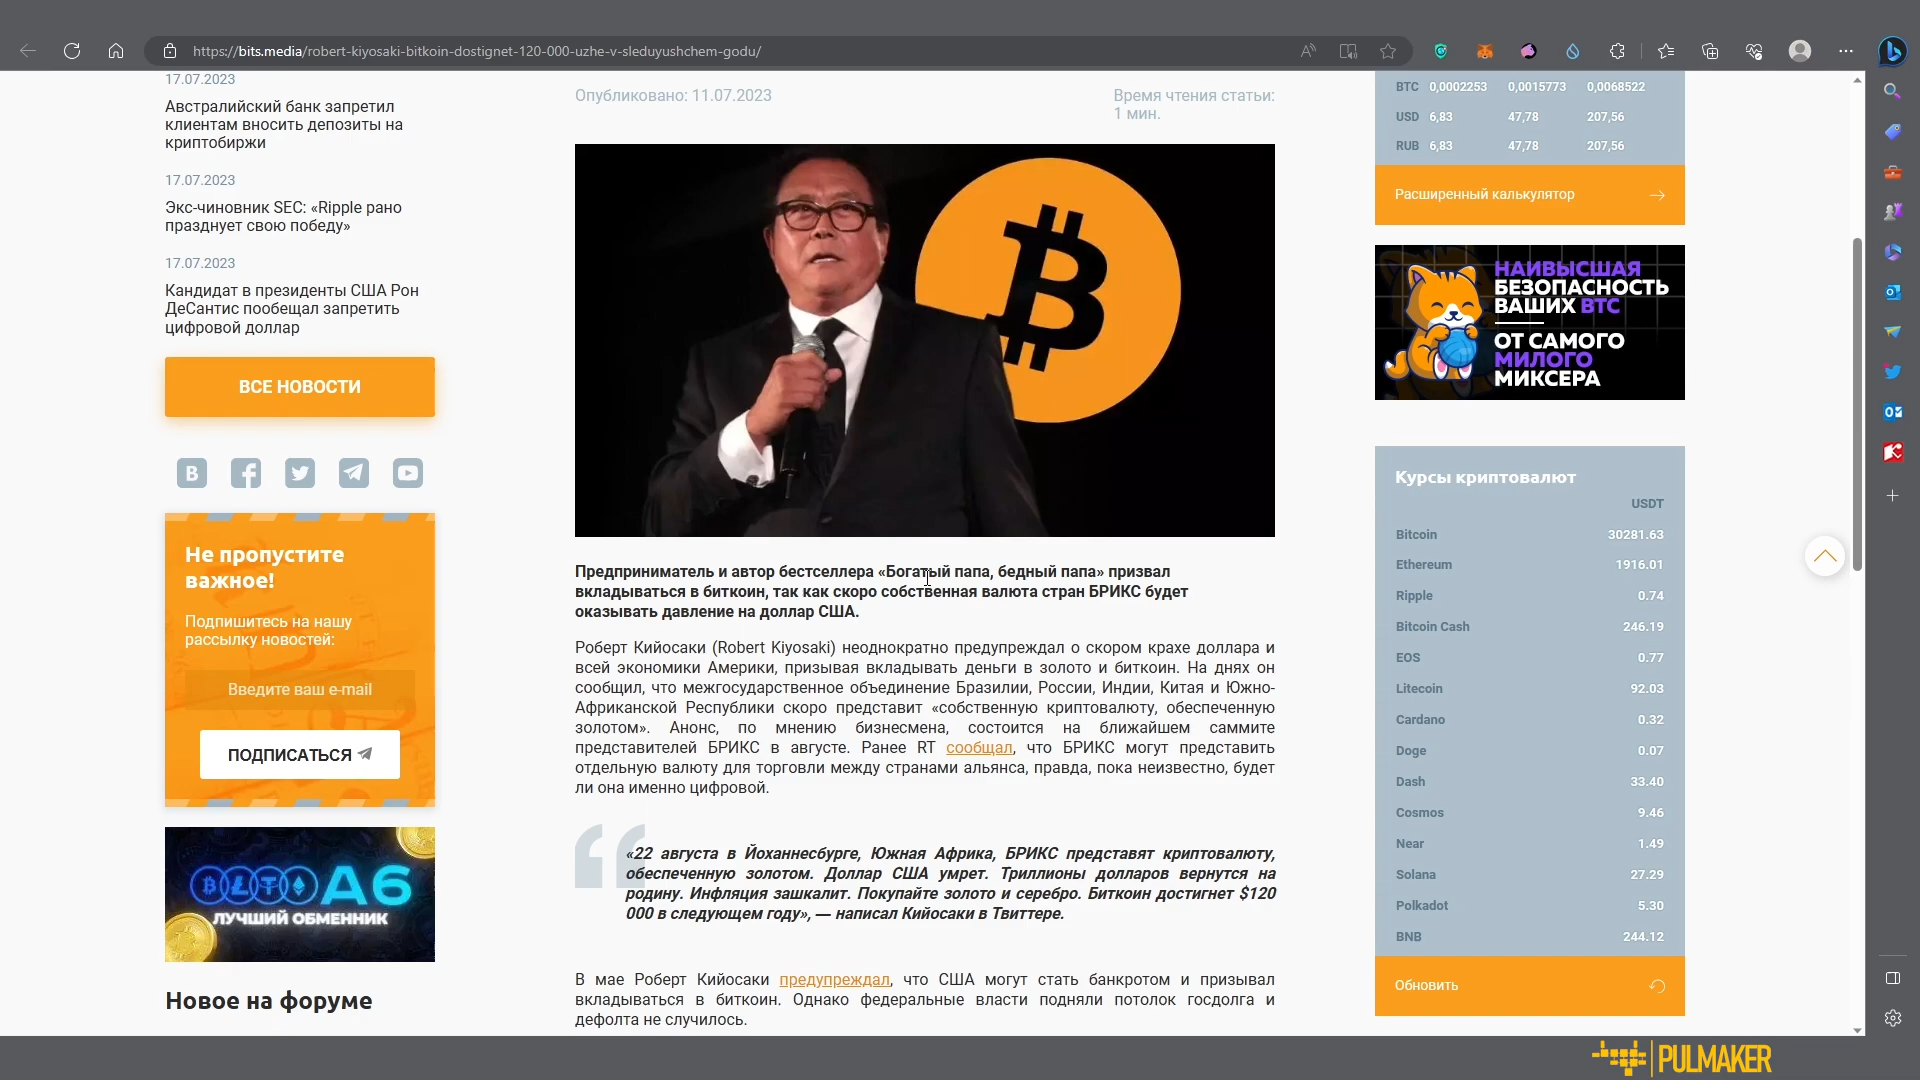 https://bits.media/robert-kiyosaki-bitkoin-dostignet-120-000-uzhe-v-sleduyushchem-godu/
17.07.2023
Австралийский банк запретил
клиентам вносить депозиты на
криптобиржи
17.07.2023
Экс-чиновник SEC: «Ripple рано
празднует свою победу»
17.07.2023
Кандидат в президенты США Рон
ДеСантис пообещал запретить
цифровой доллар
ВСЕ НОВОСТИ
Не пропустите
важное!
Подпишитесь на нашу
рассылку новостей:
Введите ваш e-mail
ПОДПИСАТЬСЯ
A6
ЛУЧШИЙ ОБМЕННИК
Новое на форуме
Опубликовано: 11.07.2023
Время чтения статьи:
1 мин.
Предприниматель и автор бестселлера «Богатый папа, бедный папа» призвал
вкладываться в биткоин, так как скоро собственная валюта стран БРИКС будет
оказывать давление на доллар США.
Роберт Кийосаки (Robert Kiyosaki) неоднократно предупреждал о скором крахе доллара и
всей экономики Америки, призывая вкладывать деньги в золото и биткоин. На днях он
сообщил, что межгосударственное объединение Бразилии, России, Индии, Китая и Южно-
Африканской Республики скоро представит «собственную криптовалюту, обеспеченную
золотом». Анонс, по мнению бизнесмена, состоится на ближайшем саммите
представителей БРИКС в августе. Ранее RT сообщал, что БРИКС могут представить
отдельную валюту для торговли между странами альянса, правда, пока неизвестно, будет
ли она именно цифровой.
«22 августа в Йоханнесбурге, Южная Африка, БРИКС представят криптовалюту,
обеспеченную золотом. Доллар США умрет. Триллионы долларов вернутся на
родину. Инфляция зашкалит. Покупайте золото и серебро. Биткоин достигнет $120
000 в следующем году», — написал Кийосаки в Твиттере.
В мае Роберт Кийосаки предупреждал, что США могут стать банкротом и призывал
вкладываться в биткоин. Однако федеральные власти подняли потолок госдолга и
дефолта не случилось.
BTC 0,0002253 0,0015773 0,0068522
USD 6,83 47,78 207,56
RUB 6,83 47,78 207,56
Расширенный калькулятор
НАИВЫСШАЯ
БЕЗОПАСНОСТЬ
ВАШИХ BTC
ОТ САМОГО
МИЛОГО
МИКСЕРА
Курсы криптовалют
USDT
Bitcoin 30281.63
Ethereum 1916.01
Ripple 0.74
Bitcoin Cash 246.19
EOS 0.77
Litecoin 92.03
Cardano 0.32
Doge 0.07
Dash 33.40
Cosmos 9.46
Near 1.49
Solana 27.29
Polkadot 5.30
BNB 244.12
Обновить
PULMAKER